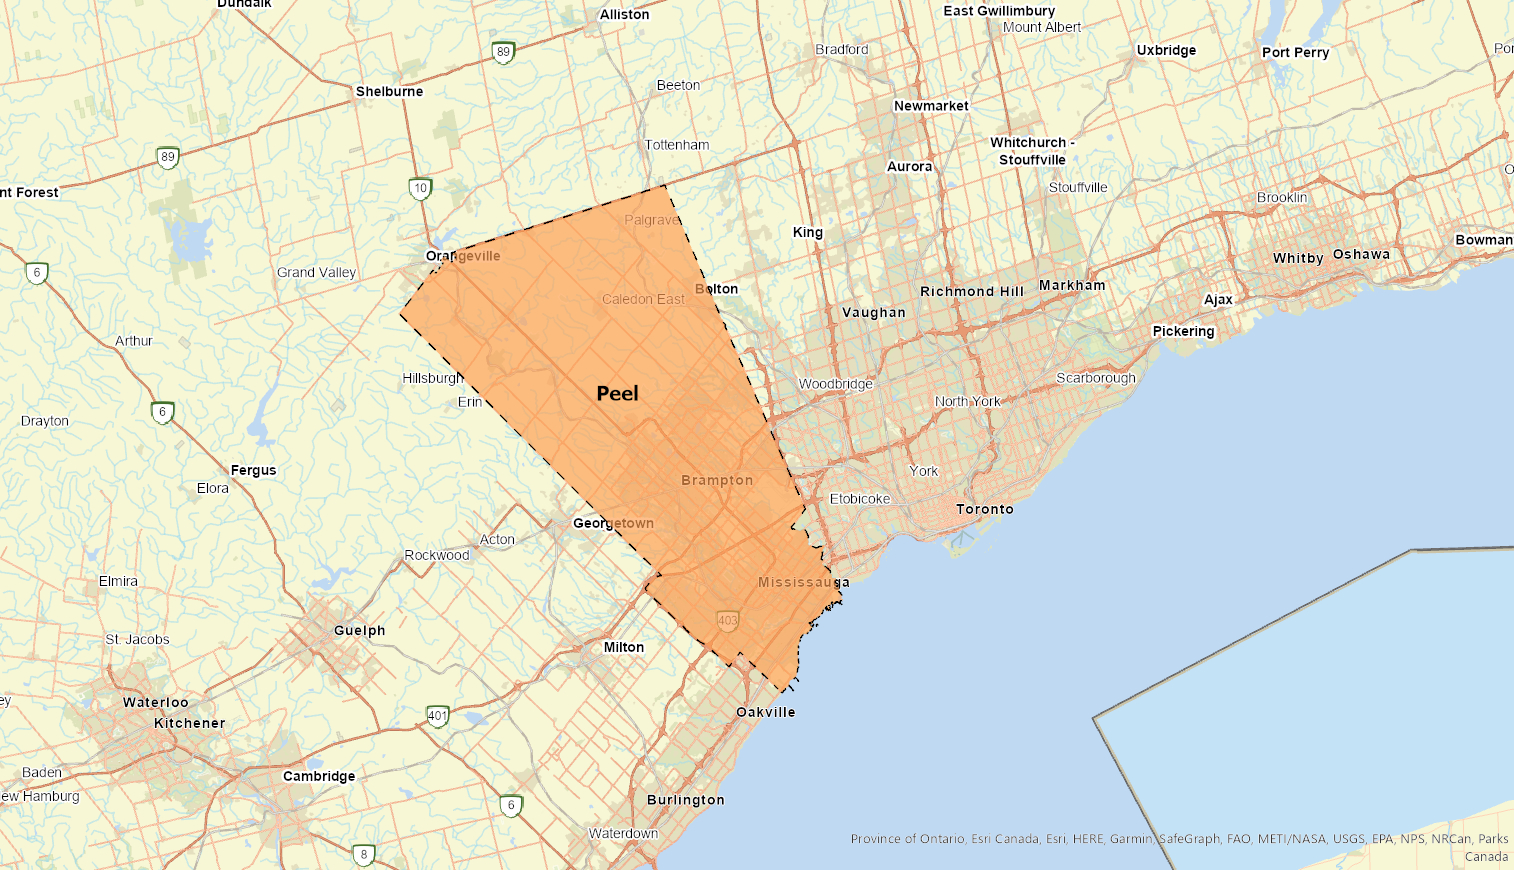 Dundalk
Alliston
East Gwillimbury
Mount Albert
89
Bradford
Uxbridge
Port Perry
Shelburne
Beeton
Newmarket
Whitchurch -
Stouffville
Tottenham
89
Aurora
10
Stouffville
nt Forest
Brooklin
Palgrave
King
Bowman
Orangeville
Whitby
Oshawa
6
Grand Valley
Caledon East
Bolton
Richmond Hill
Markham
Ajax
Vaughan
Pickering
Arthur
Hillsburgh
Woodbridge
Scarborough
Peel
Erin
North York
6
Drayton
Fergus
Brampton
York
Elora
Etobicoke
Toronto
Georgetown
Acton
Rockwood
Elmira
Mississauga
403
Guelph
St. Jacobs
Milton
Waterloo
Oakville
401
Kitchener
Baden
Cambridge
ew Hamburg
6
Burlington
Waterdown
8
Province of Ontario, Esri Canada, Esri, HERE, Garmin, SafeGraph, FAO, METI/NASA, USGS, EPA, NPS, NRCan, Parks
Canada